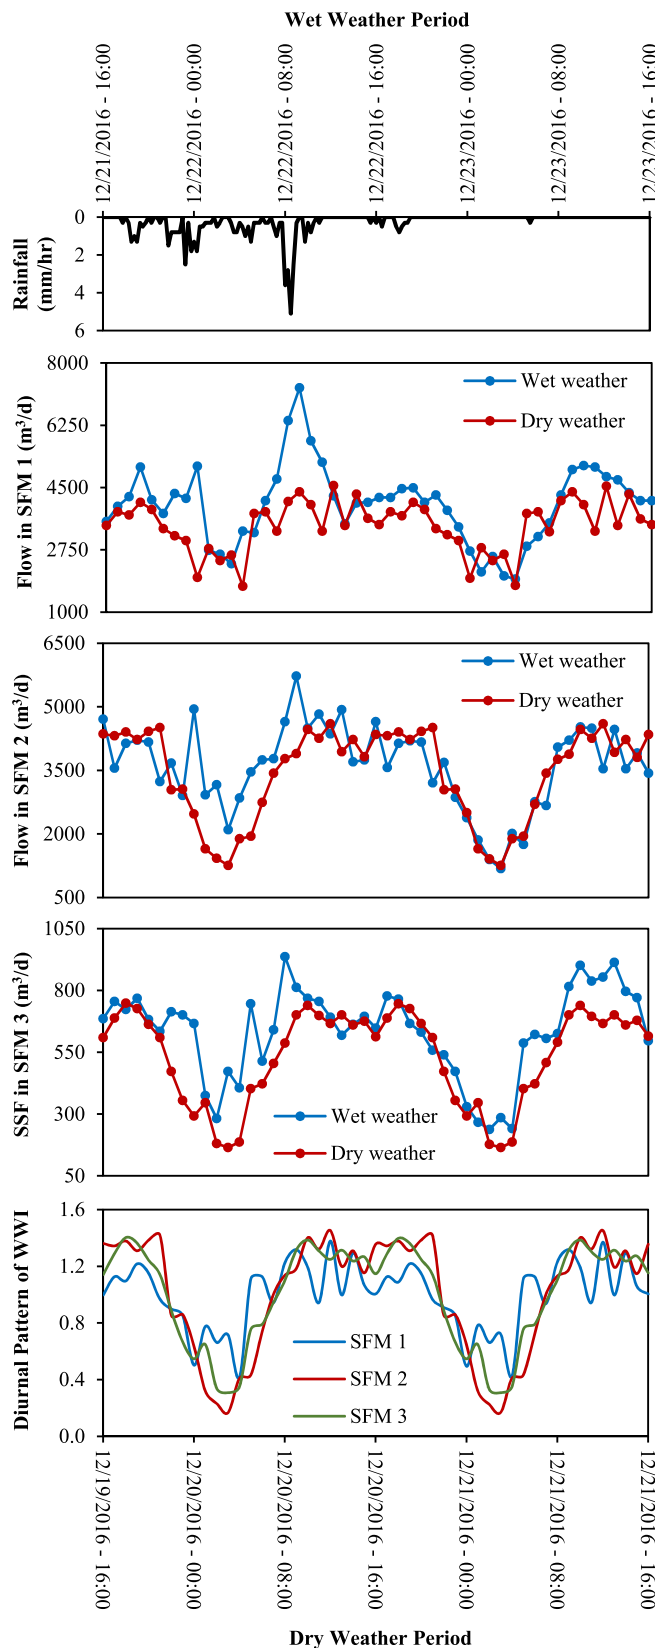 Wet Weather Period
12/21/2016 - 16:00
12/22/2016 - 00:00
12/22/2016 - 08:00
12/22/2016 - 16:00
12/23/2016 - 00:00
12/23/2016 - 08:00
12/23/2016 - 16:00
Rainfall
(mm/hr)
0
2
4
6
Flow in SFM 1 (m³/d)
8000
6250
4500
2750
1000
Wet weather
Dry weather
Flow in SFM 2 (m³/d)
6500
5000
3500
2000
500
Wet weather
Dry weather
SSF in SFM 3 (m³/d)
1050
800
550
300
50
Wet weather
Dry weather
Diurnal Pattern of WWI
1.6
1.2
0.8
0.4
0.0
SFM 1
SFM 2
SFM 3
12/19/2016 - 16:00
12/20/2016 - 00:00
12/20/2016 - 08:00
12/20/2016 - 16:00
12/21/2016 - 00:00
12/21/2016 - 08:00
12/21/2016 - 16:00
Dry Weather Period